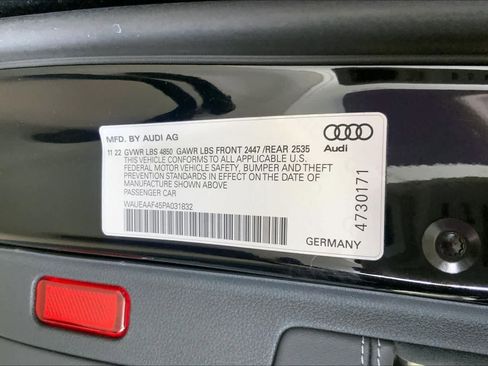 MFD. BY AUDI AG
11 22 GVWR LBS 4850 GAWR LBS FRONT 2447 /REAR 2535
THIS VEHICLE CONFORMS TO ALL APPLICABLE U.S.
FEDERAL MOTOR VEHICLE SAFETY, BUMPER AND THEFT
PREVENTION STANDARDS IN EFFECT ON THE DATE OF
MANUFACTURE SHOWN ABOVE
PASSENGER CAR
WAUEAAF45PA031832
Audi
4730171
GERMANY